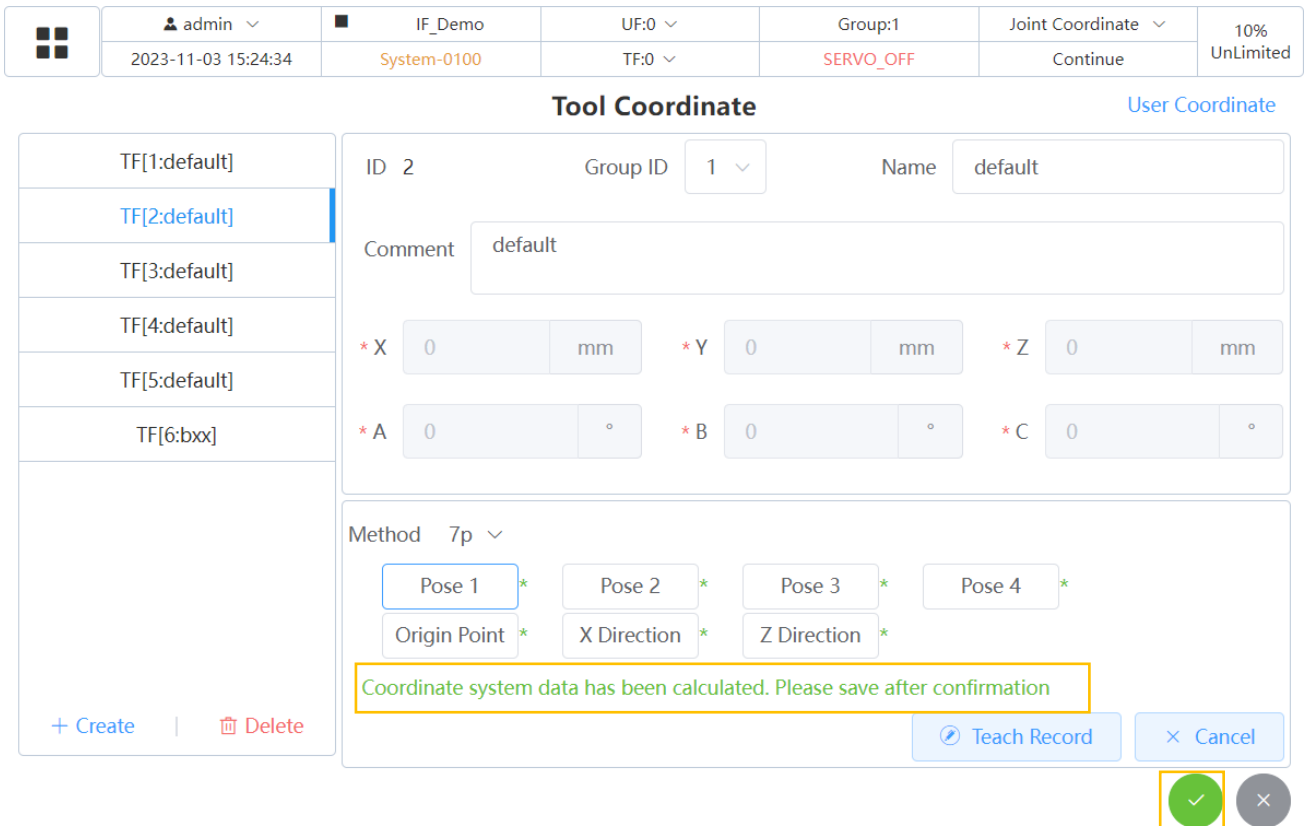 admin IF_Demo UF:0 Group:1 Joint Coordinate 10%
2023-11-03 15:24:34 System-0100 TF:0 SERVO_OFF Continue UnLimited
Tool Coordinate User Coordinate
TF[1:default]
TF[2:default]
TF[3:default]
TF[4:default]
TF[5:default]
TF[6:bxx]
+ Create | Delete
ID 2 Group ID 1 Name default
Comment default
* X 0 mm * Y 0 mm * Z 0 mm
* A 0 ° * B 0 ° * C 0 °
Method 7p
Pose 1 * Pose 2 * Pose 3 * Pose 4 *
Origin Point * X Direction * Z Direction *
Coordinate system data has been calculated. Please save after confirmation
Teach Record × Cancel